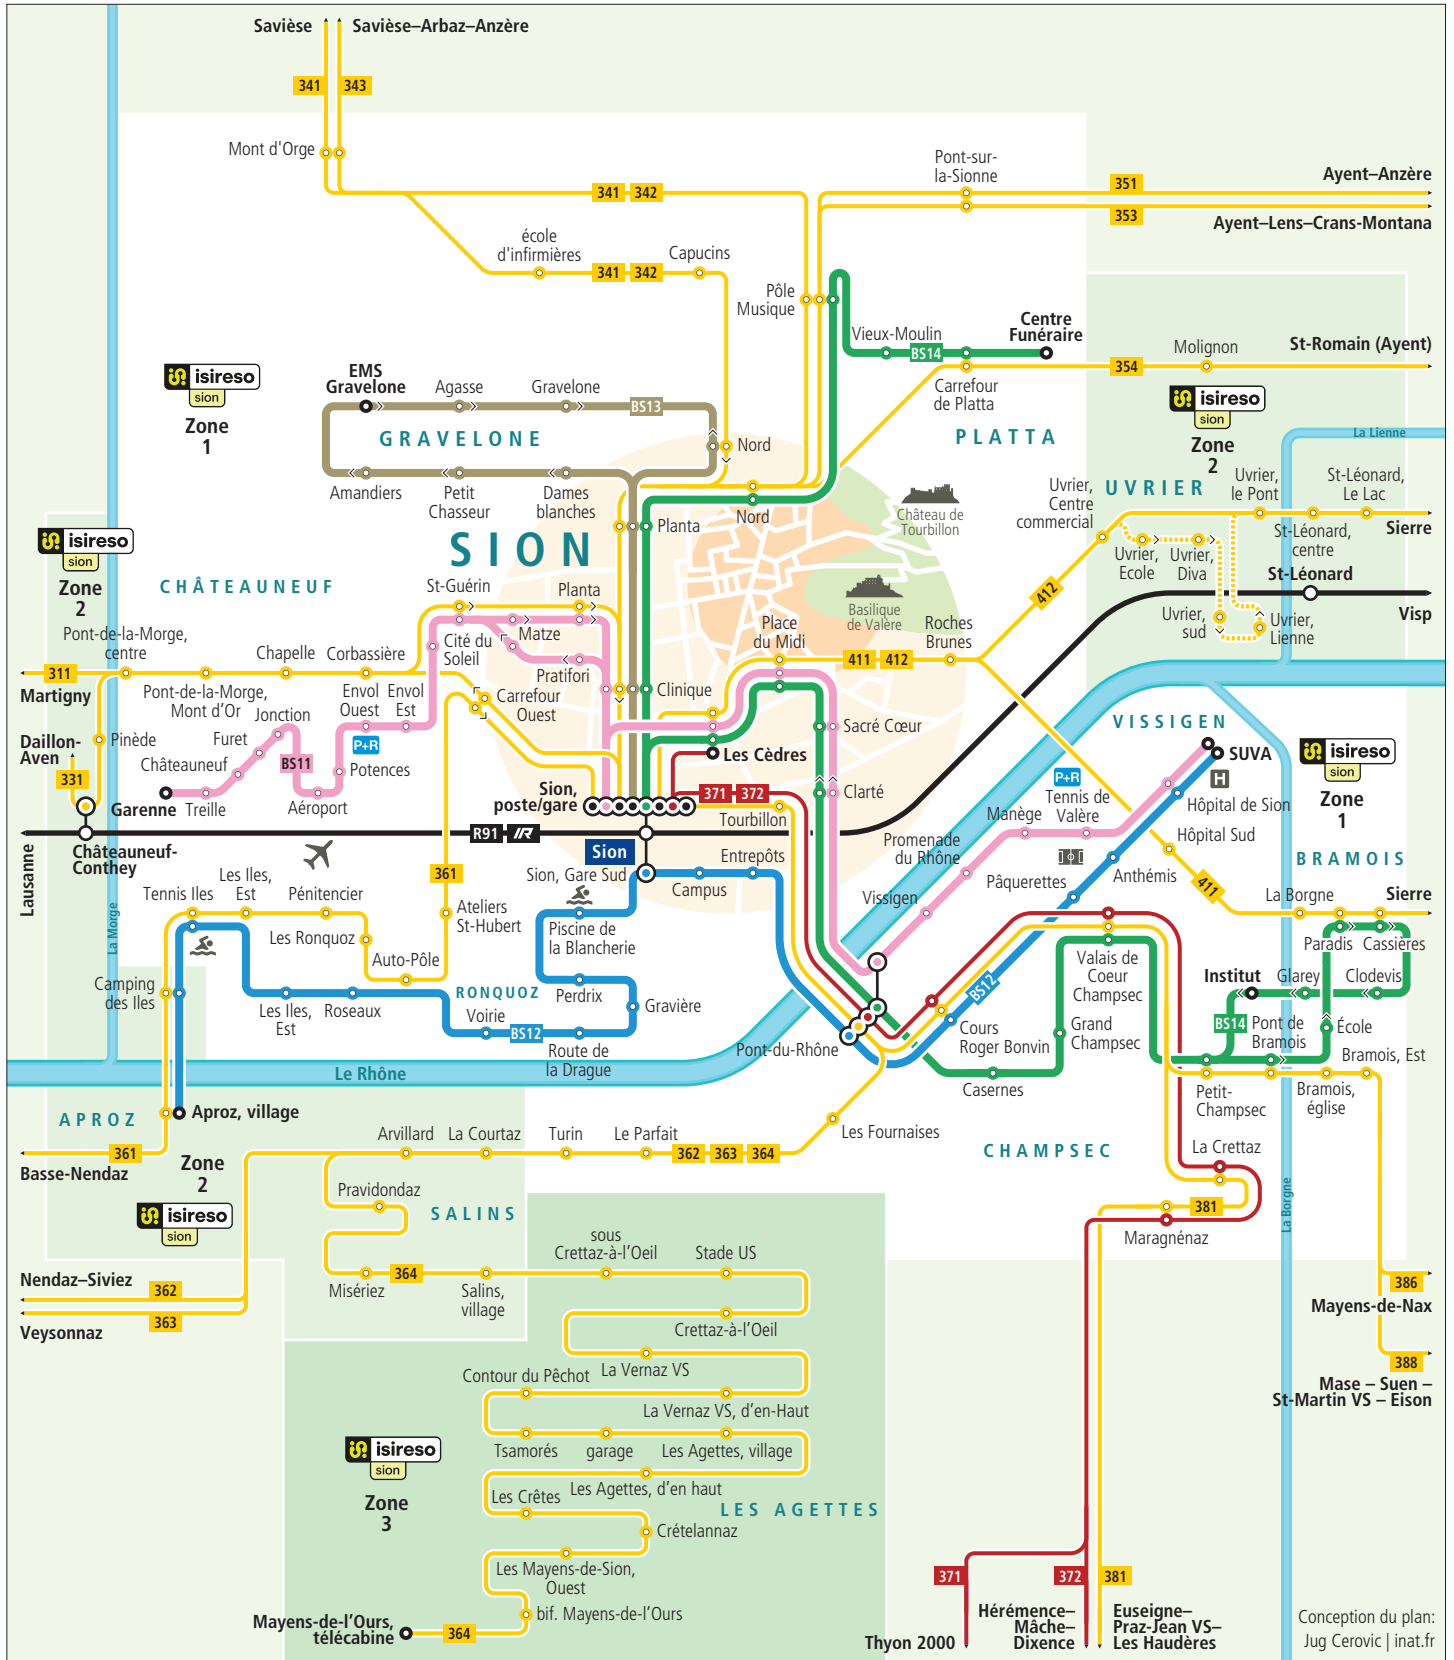 Savièse
Savièse–Arbaz–Anzère
341
343
Mont d'Orge
341
342
Pont-sur-
la-Sionne
351
Ayent–Anzère
353
Ayent–Lens–Crans-Montana
école
d'infirmières
341
342
Capucins
Pôle
Musique
Vieux-Moulin
BS14
Centre
Funéraire
Carrefour
de Platta
354
Molignon
St-Romain (Ayent)
isireso
sion
Zone
1
EMS
Gravelone
Agasse
Gravelone
BS13
GRAVELONE
Nord
PLATTA
isireso
sion
Zone
2
La Lienne
Amandiers
Petit
Chasseur
Dames
blanches
Planta
Nord
Château de
Tourbillon
Uvrier,
Centre
commercial
UVRIER
Uvrier,
le Pont
St-Léonard,
Le Lac
Sierre
St-Léonard,
centre
Uvrier,
Ecole
Uvrier,
Diva
St-Léonard
Visp
Uvrier,
sud
Uvrier,
Lienne
isireso
sion
Zone
2
CHÂTEAUNEUF
SION
St-Guérin
Planta
Basilique
de Valère
412
Pont-de-la-Morge,
centre
Chapelle
Corbassière
Cité du
Soleil
Matze
Pratifori
Place
du Midi
411
412
Roches
Brunes
311
Martigny
Pont-de-la-Morge,
Mont d'Or
Envol
Ouest
Envol
Est
Carrefour
Ouest
Clinique
Sacré Cœur
VISSIGEN
SUVA
Daillon-
Aven
Pinède
Jonction
Furet
Châteauneuf
BS11
P+R
Potences
Les Cèdres
331
Garenne
Treille
Aéroport
Sion,
poste/gare
371
372
Tourbillon
Clarté
P+R
Tennis de
Valère
Manège
H
Hôpital de Sion
isireso
sion
Zone
1
Lausanne
Châteauneuf-
Conthey
R91
IR
Sion
Hôpital Sud
Promenade
du Rhône
BRAMOIS
Tennis Iles
Les Iles,
Est
Pénitencier
361
Sion, Gare Sud
Campus
Entrepôts
Vissigen
Pâquerettes
Anthémis
411
La Borgne
Sierre
La Morge
Les Ronquoz
Ateliers
St-Hubert
Piscine de
la Blancherie
Paradis
Cassières
Camping
des Iles
Auto-Pôle
RONQUOZ
Perdrix
Gravière
Valais de
Coeur
Champsec
Institut
Glarey
Clodevis
Les Iles,
Est
Roseaux
Voirie
BS12
Route de
la Drague
Pont-du-Rhône
BS12
Cours
Roger Bonvin
Grand
Champsec
BS14
Pont de
Bramois
École
Bramois, Est
Le Rhône
Casernes
Petit-
Champsec
Bramois,
église
APROZ
Aproz, village
Les Fournaises
361
Basse-Nendaz
Zone
2
isireso
sion
Arvillard
La Courtaz
Turin
Le Parfait
362
363
364
CHAMPSEC
La Crettaz
La Borgne
Pravidondaz
SALINS
381
Maragnénaz
Nendaz–Siviez
362
363
Veysonnaz
Misériez
364
Salins,
village
sous
Crettaz-à-l'Oeil
Stade US
386
Mayens-de-Nax
Crettaz-à-l'Oeil
La Vernaz VS
388
Mase – Suen –
St-Martin VS – Eison
Contour du Pêchot
La Vernaz VS, d'en-Haut
Tsamorés
garage
Les Agettes, village
isireso
sion
Zone
3
Les Agettes, d'en haut
Les Crêtes
LES AGETTES
Crételannaz
Les Mayens-de-Sion,
Ouest
bif. Mayens-de-l'Ours
Mayens-de-l'Ours,
télécabine
364
371
372
381
Thyon 2000
Hérémence–
Mâche–
Dixence
Euseigne–
Praz-Jean VS–
Les Haudères
Conception du plan:
Jug Cerovic | inat.fr